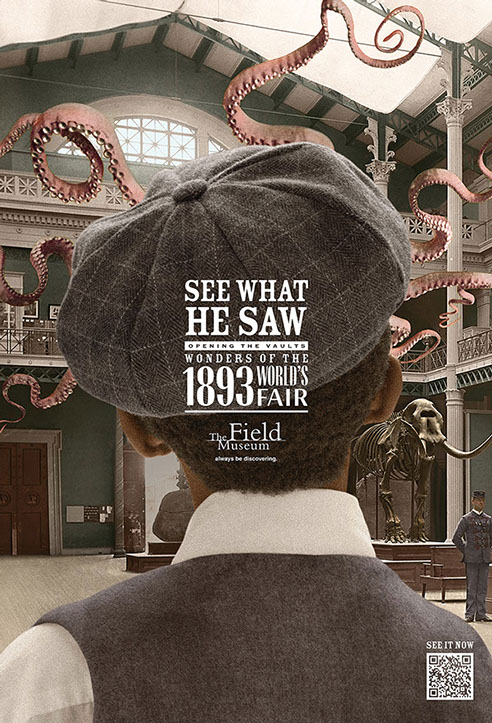 SEE WHAT
HE SAW
OPENING THE VAULTS
WONDERS OF THE
1893 WORLD'S FAIR
The Field Museum
always be discovering.
SEE IT NOW